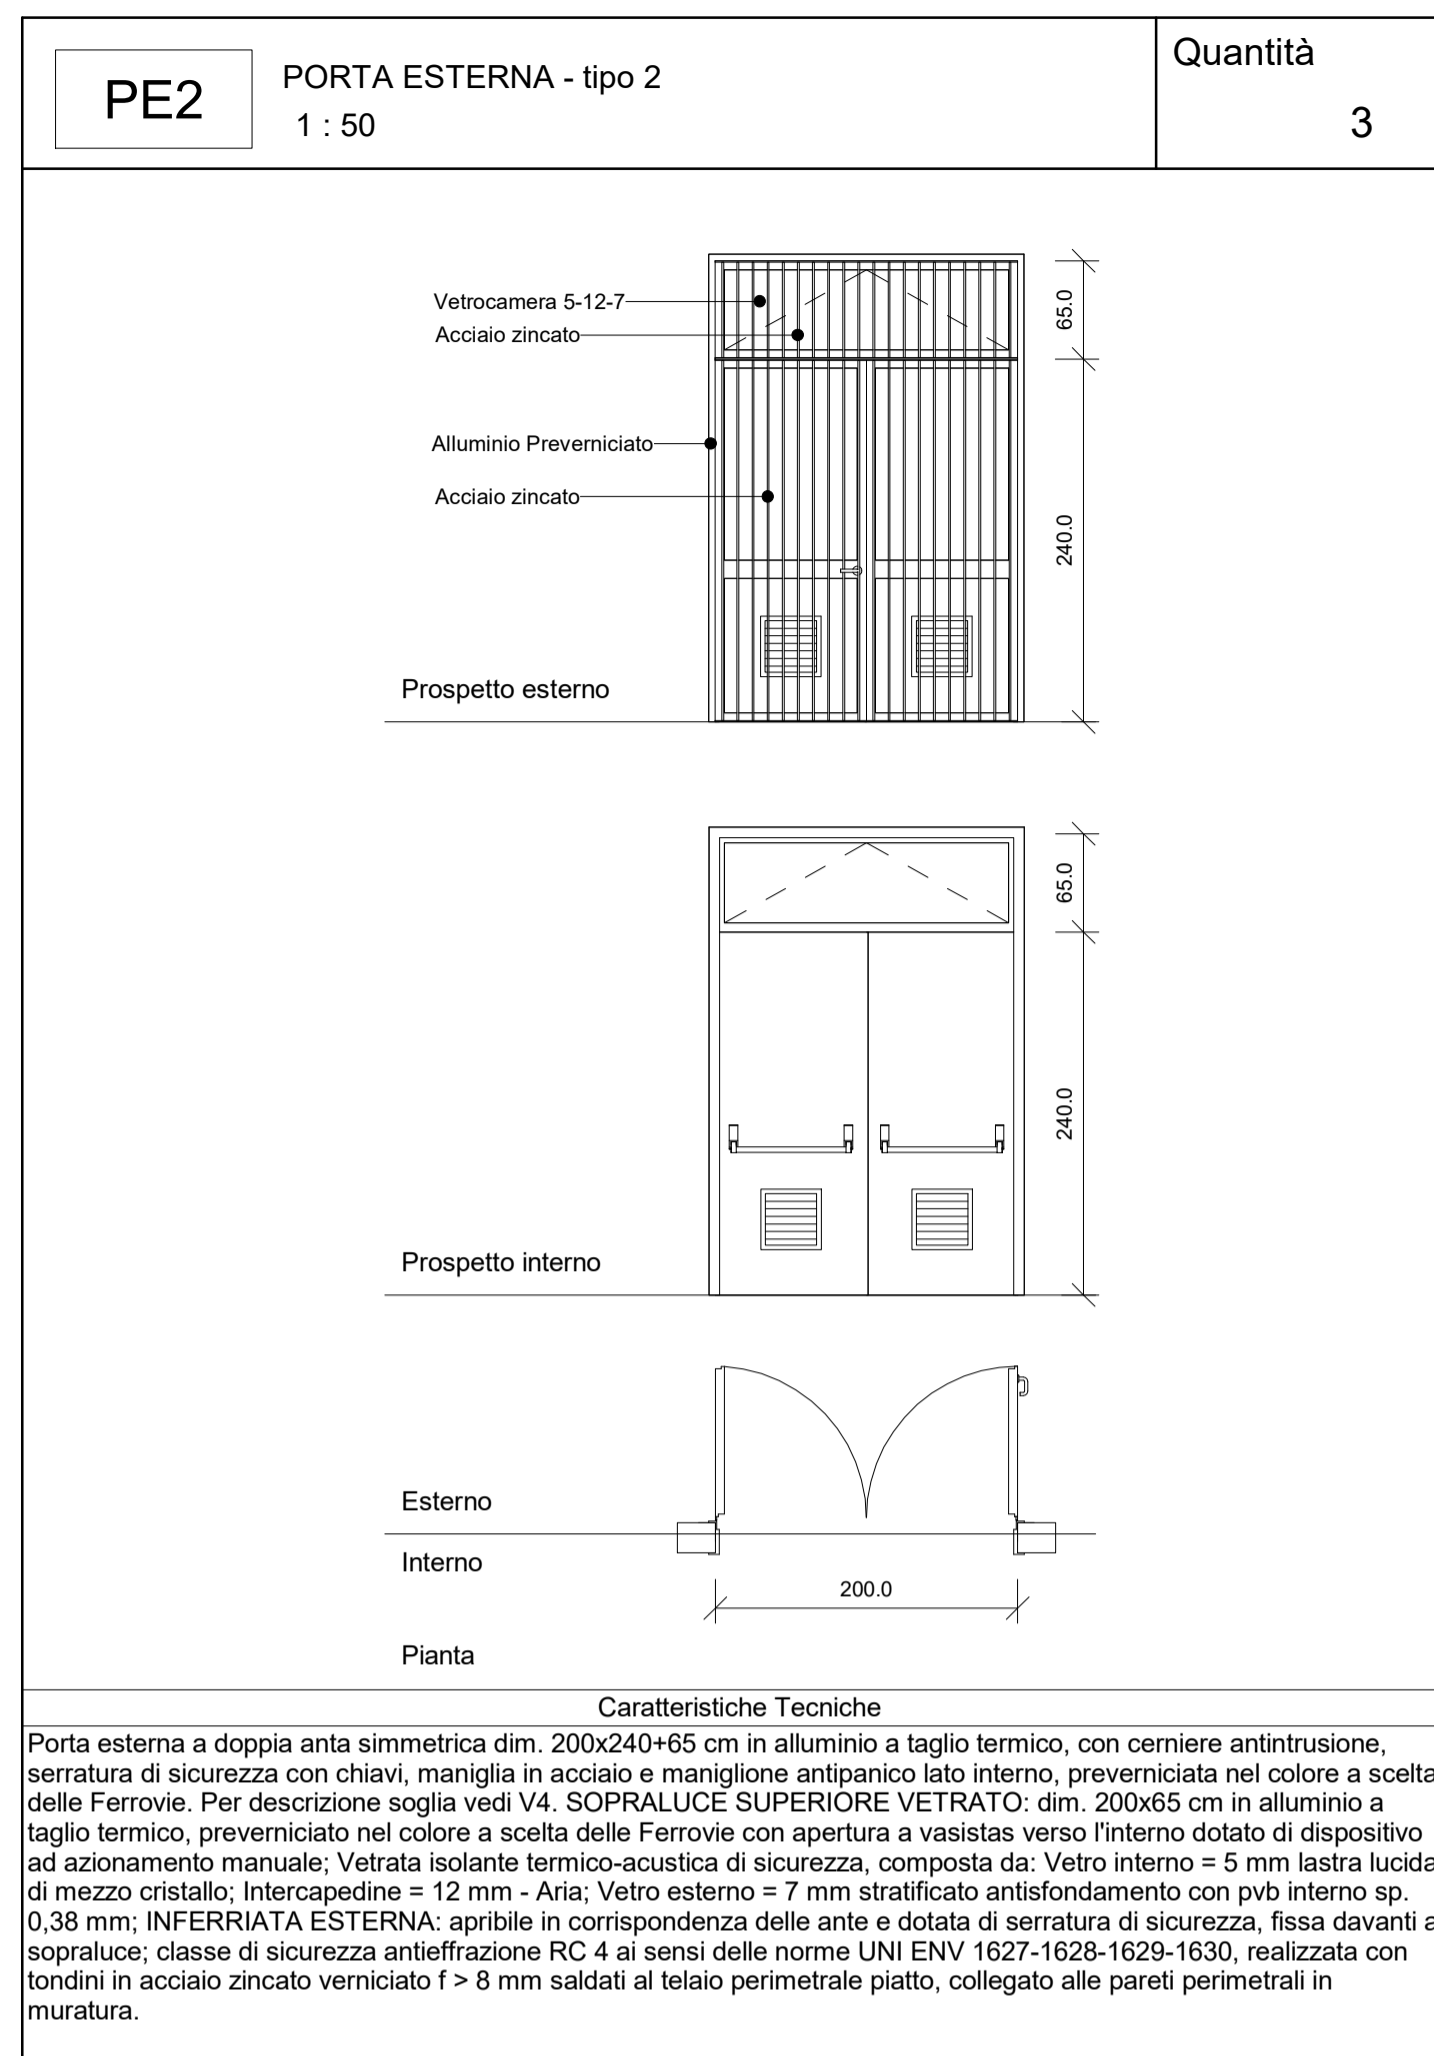 PE2
PORTA ESTERNA - tipo 2
1 : 50
Quantità
3
Vetrocamera 5-12-7
Acciaio zincato
65.0
Alluminio Preverniciato
Acciaio zincato
240.0
Prospetto esterno
65.0
240.0
Prospetto interno
Esterno
Interno
200.0
Pianta
Caratteristiche Tecniche
Porta esterna a doppia anta simmetrica dim. 200x240+65 cm in alluminio a taglio termico, con cerniere antintrusione,
serratura di sicurezza con chiavi, maniglia in acciaio e maniglione antipanico lato interno, preverniciata nel colore a scelta
delle Ferrovie. Per descrizione soglia vedi V4. SOPRALUCE SUPERIORE VETRATO: dim. 200x65 cm in alluminio a
taglio termico, preverniciato nel colore a scelta delle Ferrovie con apertura a vasistas verso l'interno dotato di dispositivo
ad azionamento manuale; Vetrata isolante termico-acustica di sicurezza, composta da: Vetro interno = 5 mm lastra lucida
di mezzo cristallo; Intercapedine = 12 mm - Aria; Vetro esterno = 7 mm stratificato antisfondamento con pvb interno sp.
0,38 mm; INFERRIATA ESTERNA: apribile in corrispondenza delle ante e dotata di serratura di sicurezza, fissa davanti a
sopraluce; classe di sicurezza antieffrazione RC 4 ai sensi delle norme UNI ENV 1627-1628-1629-1630, realizzata con
tondini in acciaio zincato verniciato f > 8 mm saldati al telaio perimetrale piatto, collegato alle pareti perimetrali in
muratura.